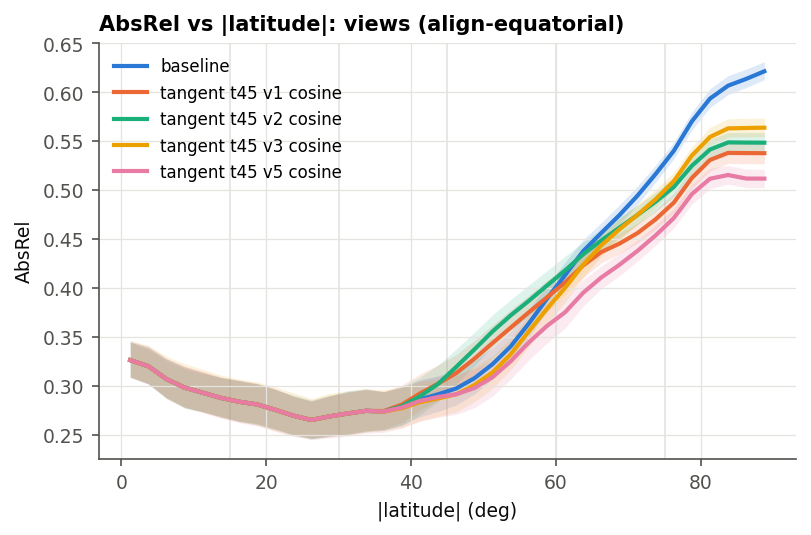 AbsRel vs |latitude|: views (align-equatorial)
0.65
0.60
0.55
0.50
0.45
0.40
0.35
0.30
0.25
AbsRel
baseline
tangent t45 v1 cosine
tangent t45 v2 cosine
tangent t45 v3 cosine
tangent t45 v5 cosine
0 20 40 60 80
|latitude| (deg)